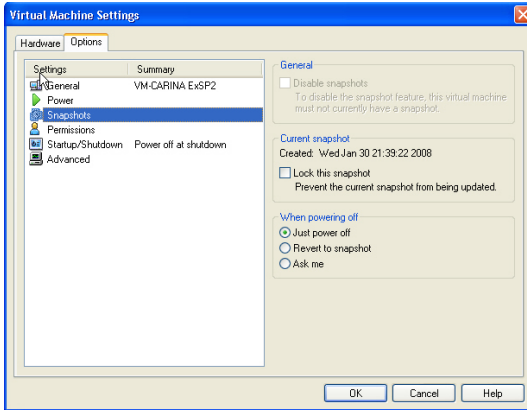 Virtual Machine Settings
Hardware Options
Settings Summary
General VM-CARINA ExSP2
Power
Snapshots
Permissions
Startup/Shutdown Power off at shutdown
Advanced
General
Disable snapshots
To disable the snapshot feature, this virtual machine
must not currently have a snapshot.
Current snapshot
Created: Wed Jan 30 21:39:22 2008
Lock this snapshot
Prevent the current snapshot from being updated.
When powering off
Just power off
Revert to snapshot
Ask me
OK Cancel Help